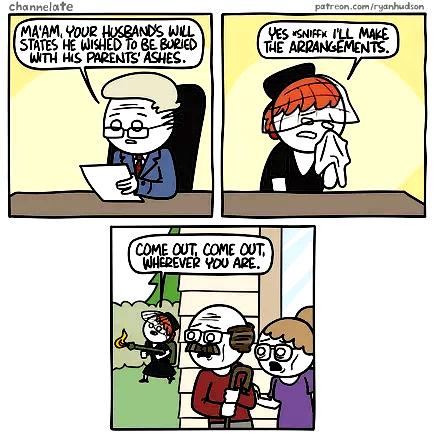 channelate
patreon.com/ryanhudson
MA'AM, YOUR HUSBAND'S WILL
STATES HE WISHED TO BE BURIED
WITH HIS PARENTS' ASHES.
YES *SNIFF* I'LL MAKE
THE ARRANGEMENTS.
COME OUT, COME OUT,
WHEREVER YOU ARE.